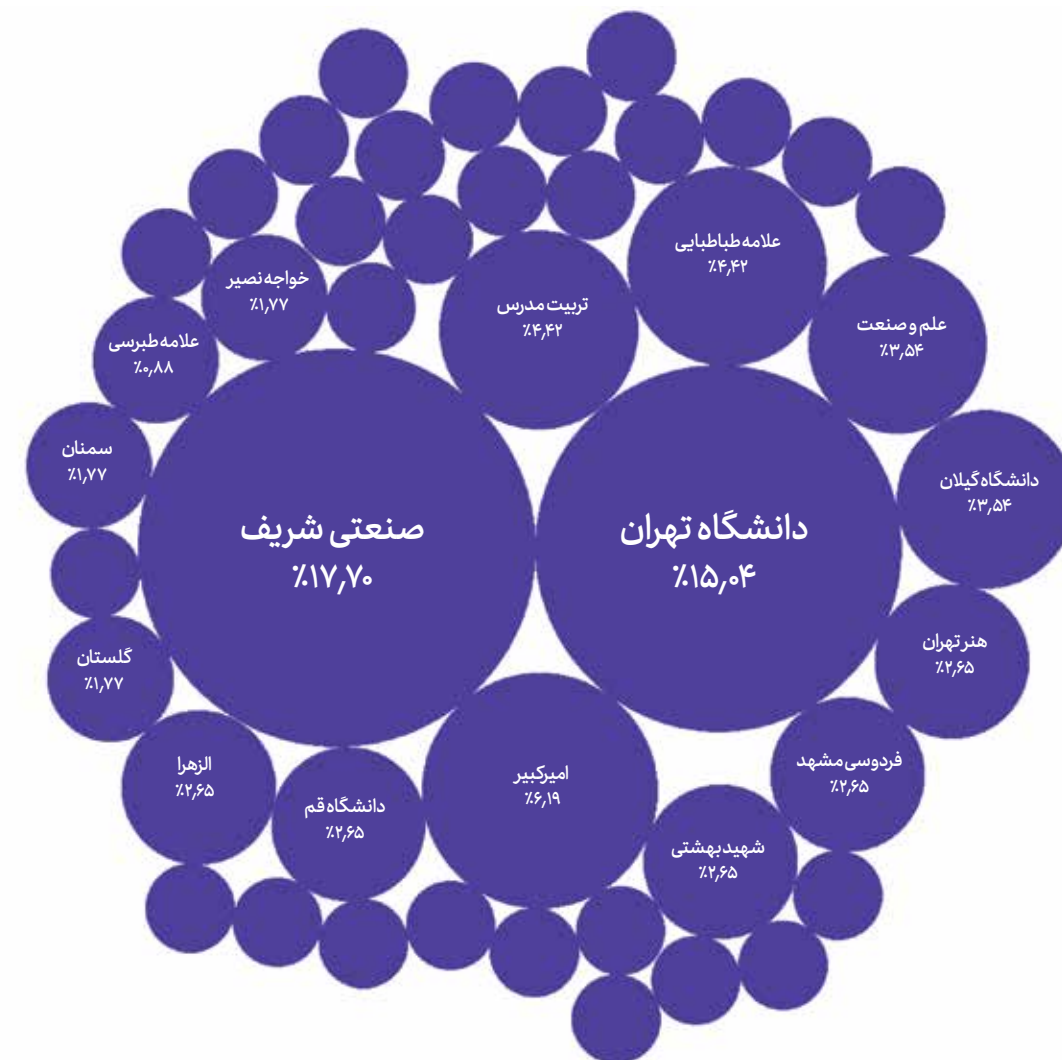 علامه طباطبایی
٪۴٫۴۲
خواجه نصیر
٪۱٫۷۷
تربیت مدرس
٪۴٫۴۲
علم و صنعت
٪۳٫۵۴
علامه طبرسی
٪۰٫۸۸
سمنان
٪۱٫۷۷
دانشگاه گیلان
٪۳٫۵۴
دانشگاه تهران
٪۱۵٫۰۴
صنعتی شریف
٪۱۷٫۷۰
هنر تهران
٪۲٫۶۵
گلستان
٪۱٫۷۷
فردوسی مشهد
٪۲٫۶۵
امیرکبیر
٪۶٫۱۹
الزهرا
٪۲٫۶۵
دانشگاه قم
٪۲٫۶۵
شهید بهشتی
٪۲٫۶۵